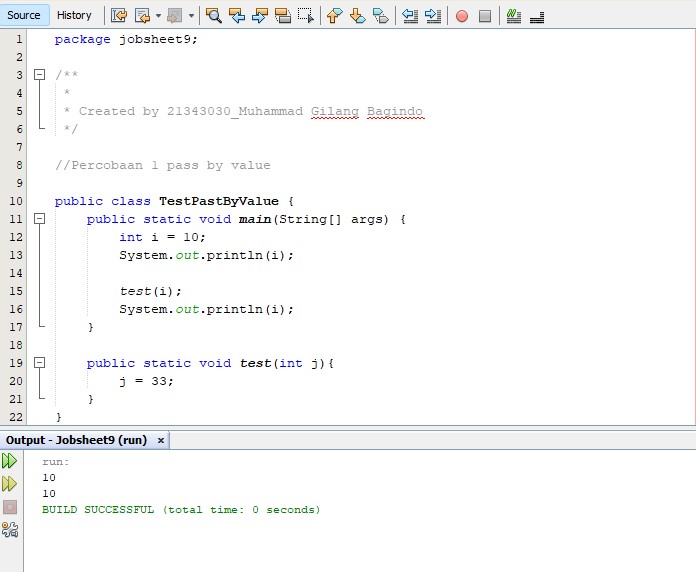 Source History
1 package jobsheet9;
2
3 /**
4 *
5 * Created by 21343030_Muhammad Gilang Bagindo
6 */
7
8 //Percobaan 1 pass by value
9
10 public class TestPastByValue {
11 public static void main(String[] args) {
12 int i = 10;
13 System.out.println(i);
14
15 test(i);
16 System.out.println(i);
17 }
18
19 public static void test(int j){
20 j = 33;
21 }
22 }
Output - Jobsheet9 (run) ×
run:
10
10
BUILD SUCCESSFUL (total time: 0 seconds)